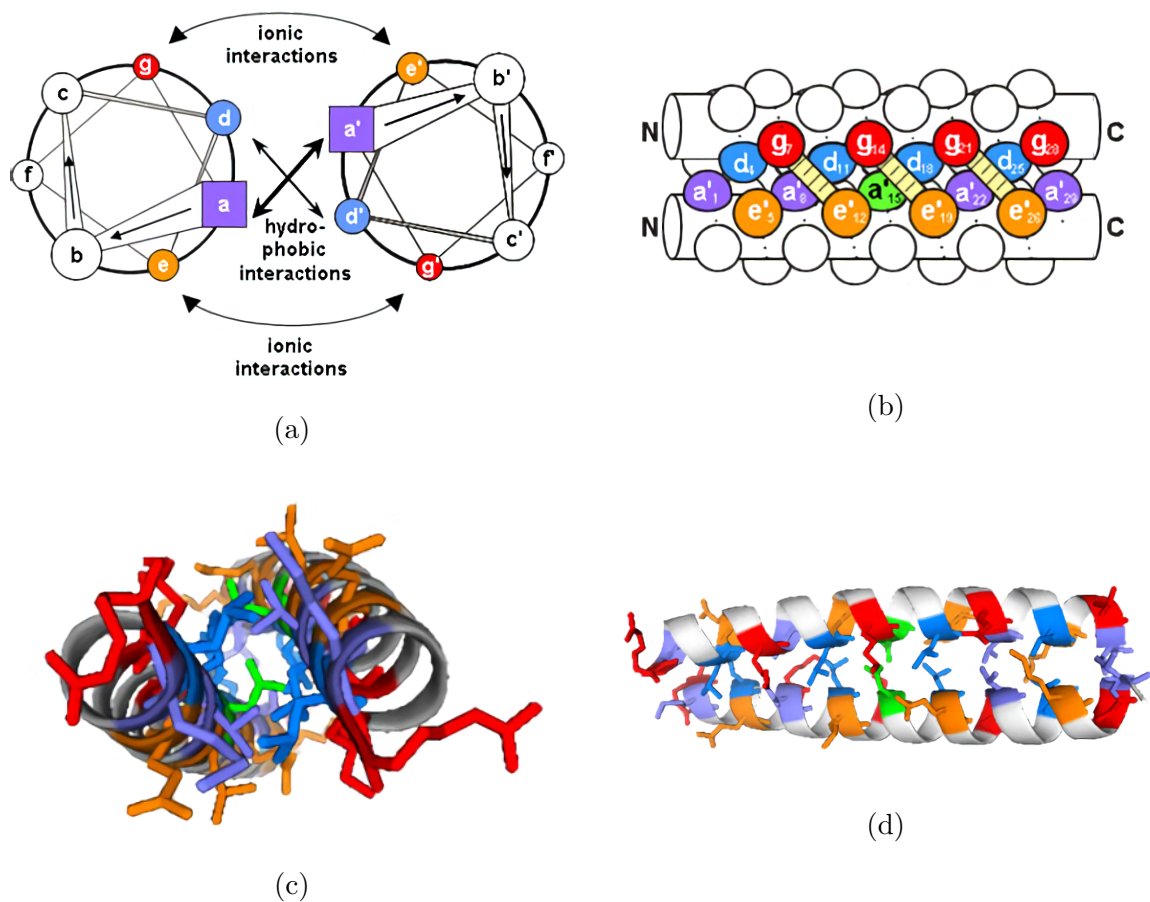 ionic
interactions
g
e'
c
b'
d
a'
f
f'
a
d'
hydro-
phobic
interactions
c'
b
e
g'
ionic
interactions
(a)
N
C
g7
g14
g21
g28
d4
d11
d18
d25
a'1
a'8
a'15
a'22
a'29
e'5
e'12
e'19
e'26
N
C
(b)
(c)
(d)